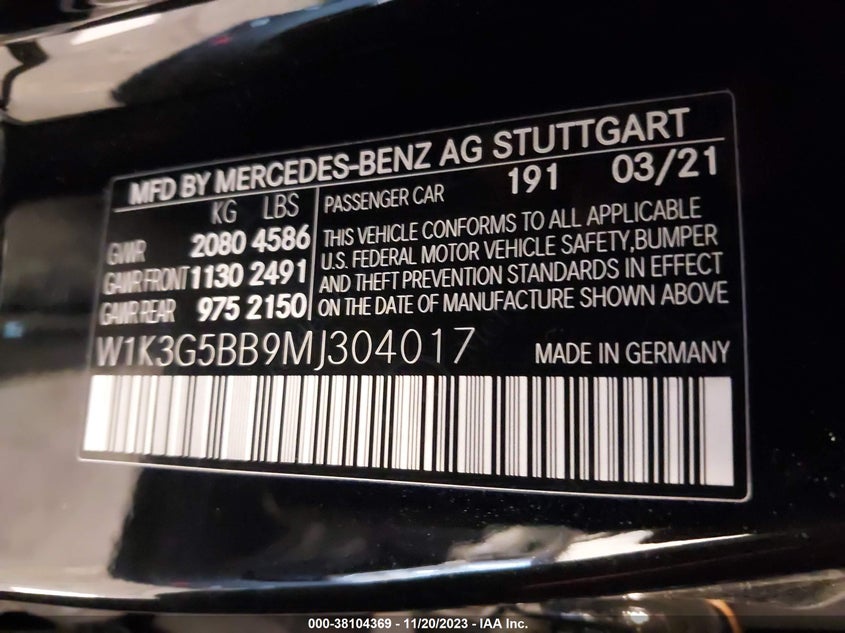 MFD BY MERCEDES-BENZ AG STUTTGART
KG LBS
GVWR 2080 4586
GAWR FRONT 1130 2491
GAWR REAR 975 2150
PASSENGER CAR 191 03/21
THIS VEHICLE CONFORMS TO ALL APPLICABLE
U.S. FEDERAL MOTOR VEHICLE SAFETY,BUMPER
AND THEFT PREVENTION STANDARDS IN EFFECT
ON THE DATE OF MANUFACTURE SHOWN ABOVE
W1K3G5BB9MJ304017 MADE IN GERMANY
000-38104369 - 11/20/2023 - IAA Inc.